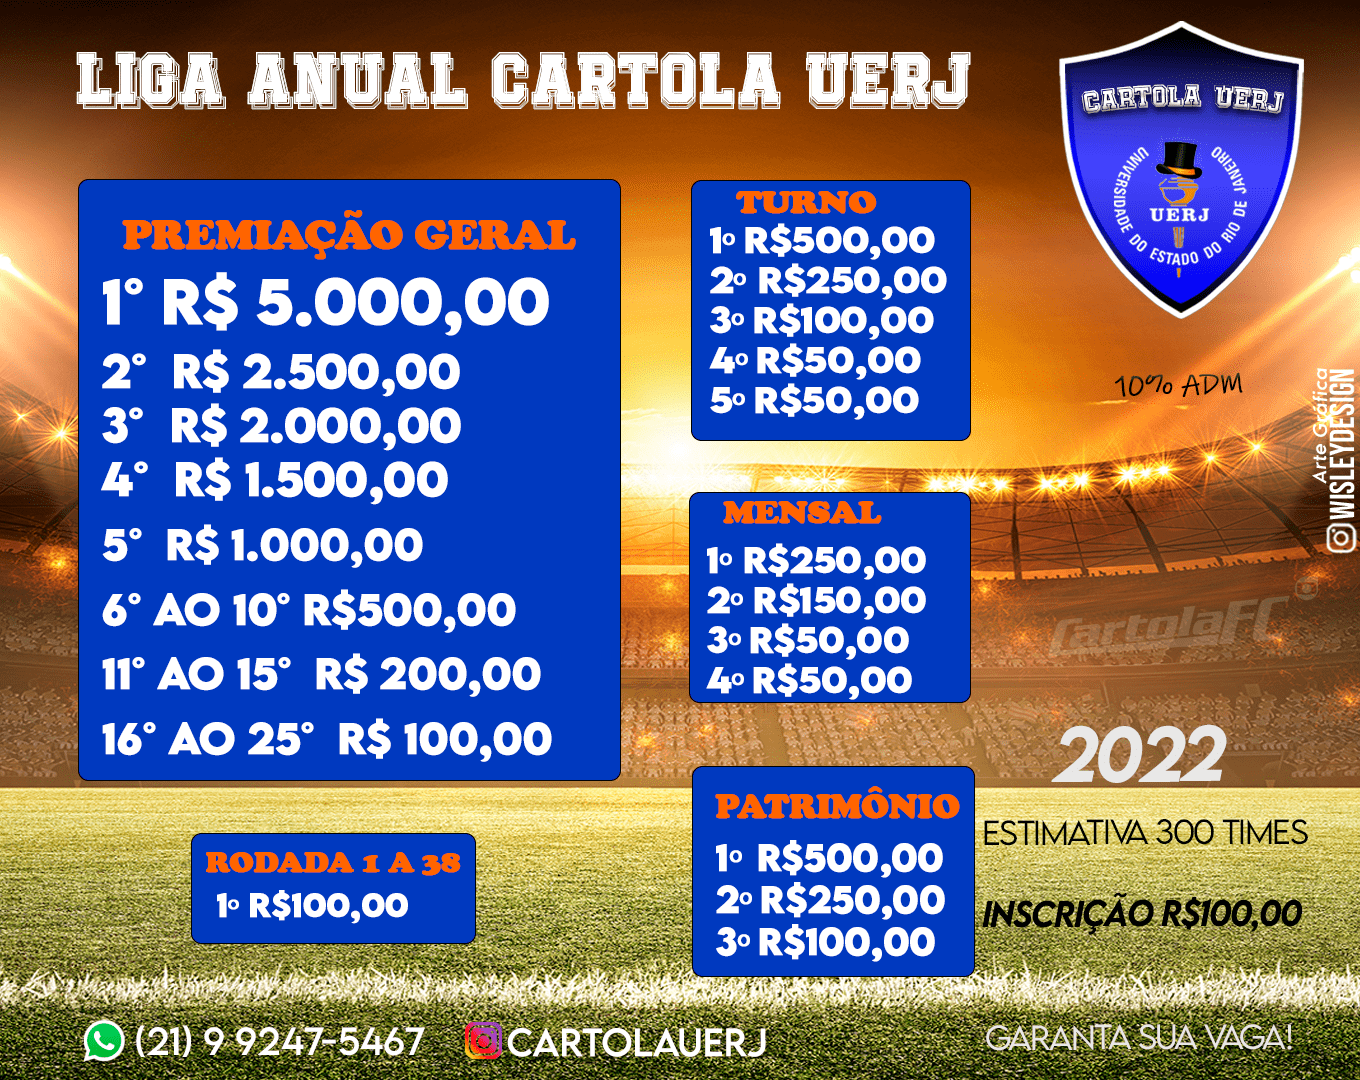 LIGA ANUAL CARTOLA UERJ
CARTOLA UERJ
UNIVERSIDADE DO ESTADO DO RIO DE JANEIRO
UERJ
PREMIAÇÃO GERAL
1° R$ 5.000,00
2° R$ 2.500,00
3° R$ 2.000,00
4° R$ 1.500,00
5° R$ 1.000,00
6° AO 10° R$500,00
11° AO 15° R$ 200,00
16° AO 25° R$ 100,00
RODADA 1 A 38
1º R$100,00
TURNO
1º R$500,00
2º R$250,00
3º R$100,00
4º R$50,00
5º R$50,00
MENSAL
1º R$250,00
2º R$150,00
3º R$50,00
4º R$50,00
PATRIMÔNIO
1º R$500,00
2º R$250,00
3º R$100,00
10% ADM
Arte Gráfica
WISLEYDESIGN
CartolaFC
2022
ESTIMATIVA 300 TIMES
INSCRIÇÃO R$100,00
(21) 9 9247-5467
CARTOLAUERJ
GARANTA SUA VAGA!